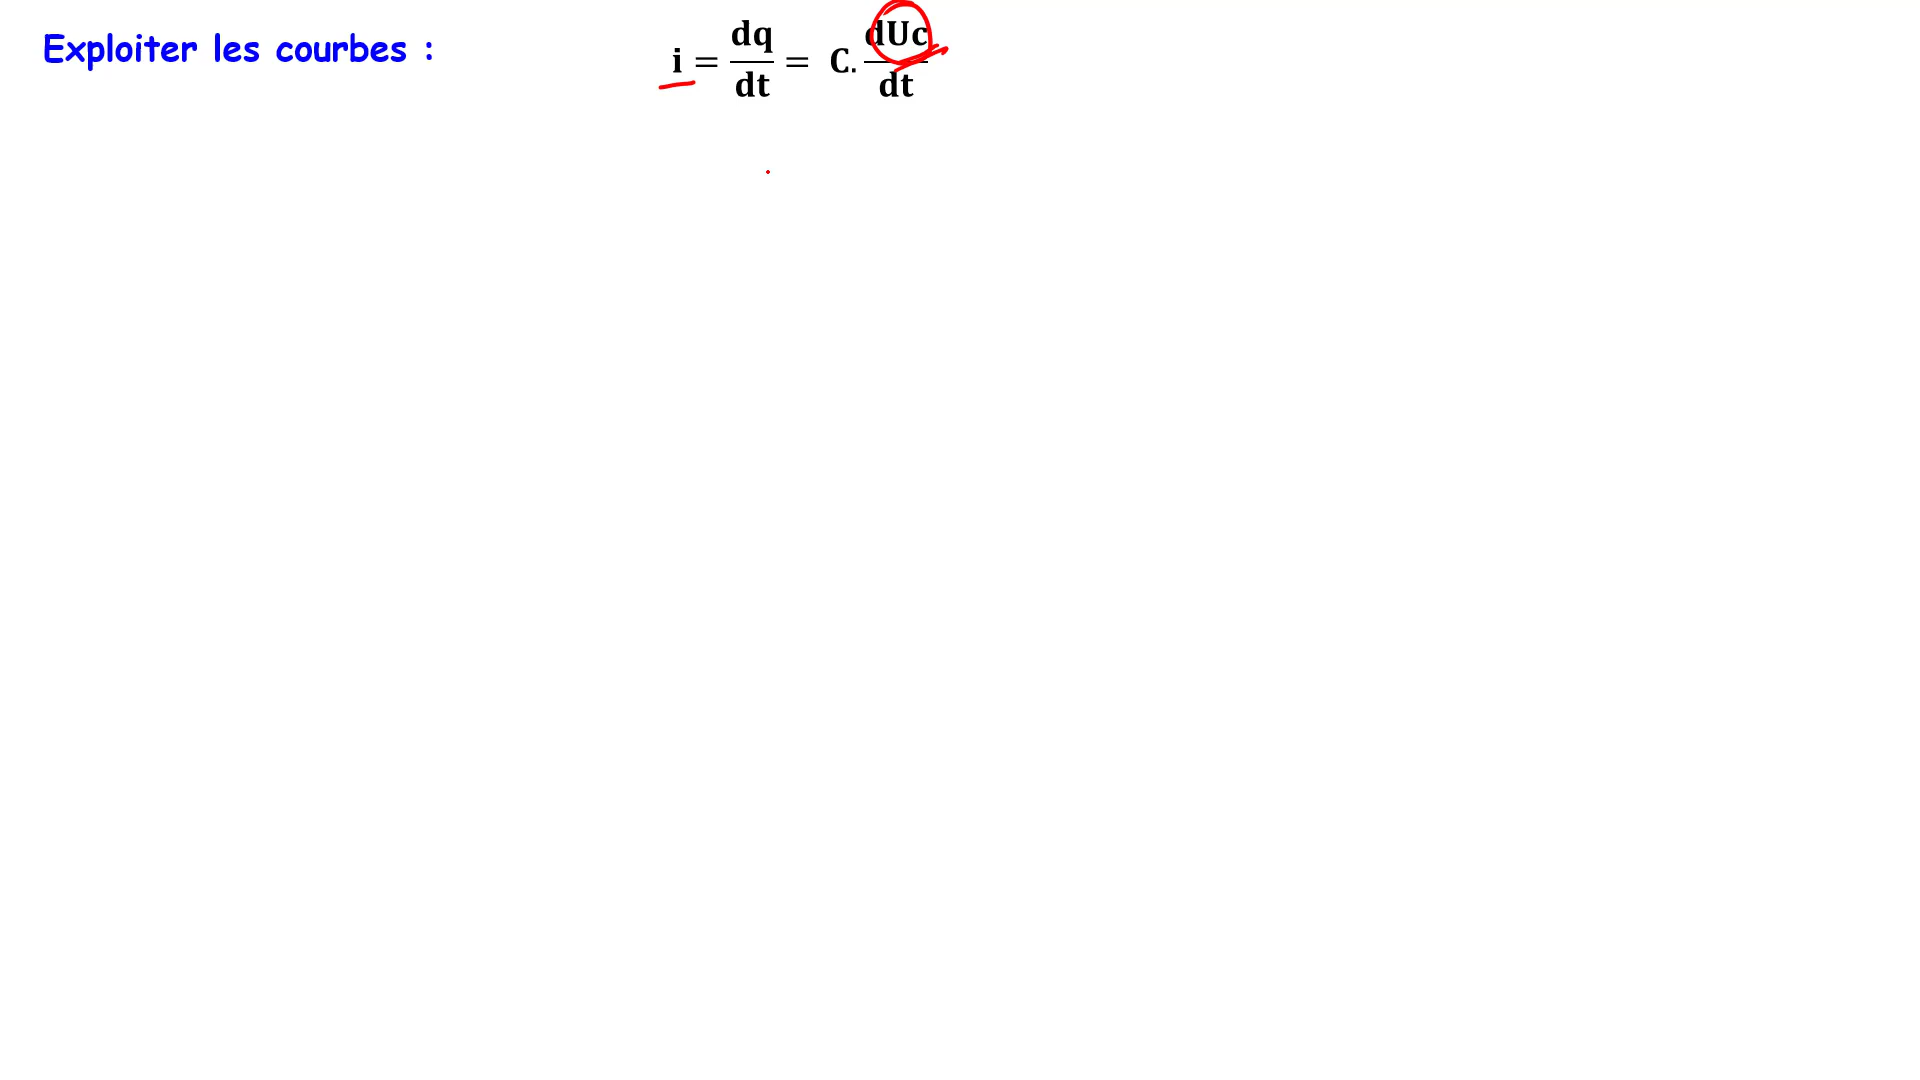 Exploiter les courbes :
i = dq/dt = C. dUc/dt